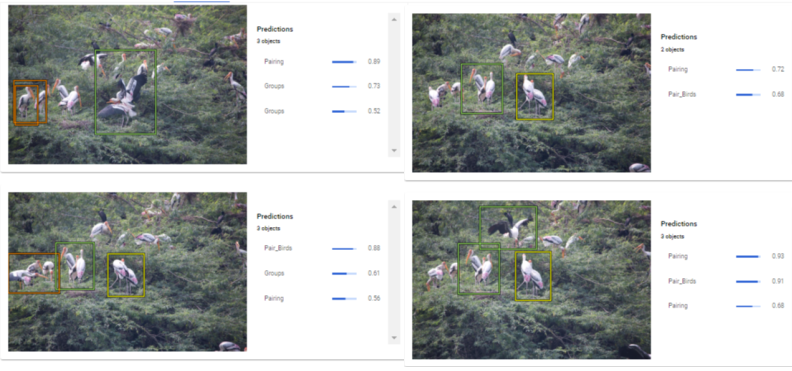 Predictions
3 objects
Pairing 0.89
Groups 0.73
Groups 0.52
Predictions
2 objects
Pairing 0.72
Pair_Birds 0.68
Predictions
3 objects
Pair_Birds 0.88
Groups 0.61
Pairing 0.56
Predictions
3 objects
Pairing 0.93
Pair_Birds 0.91
Pairing 0.68